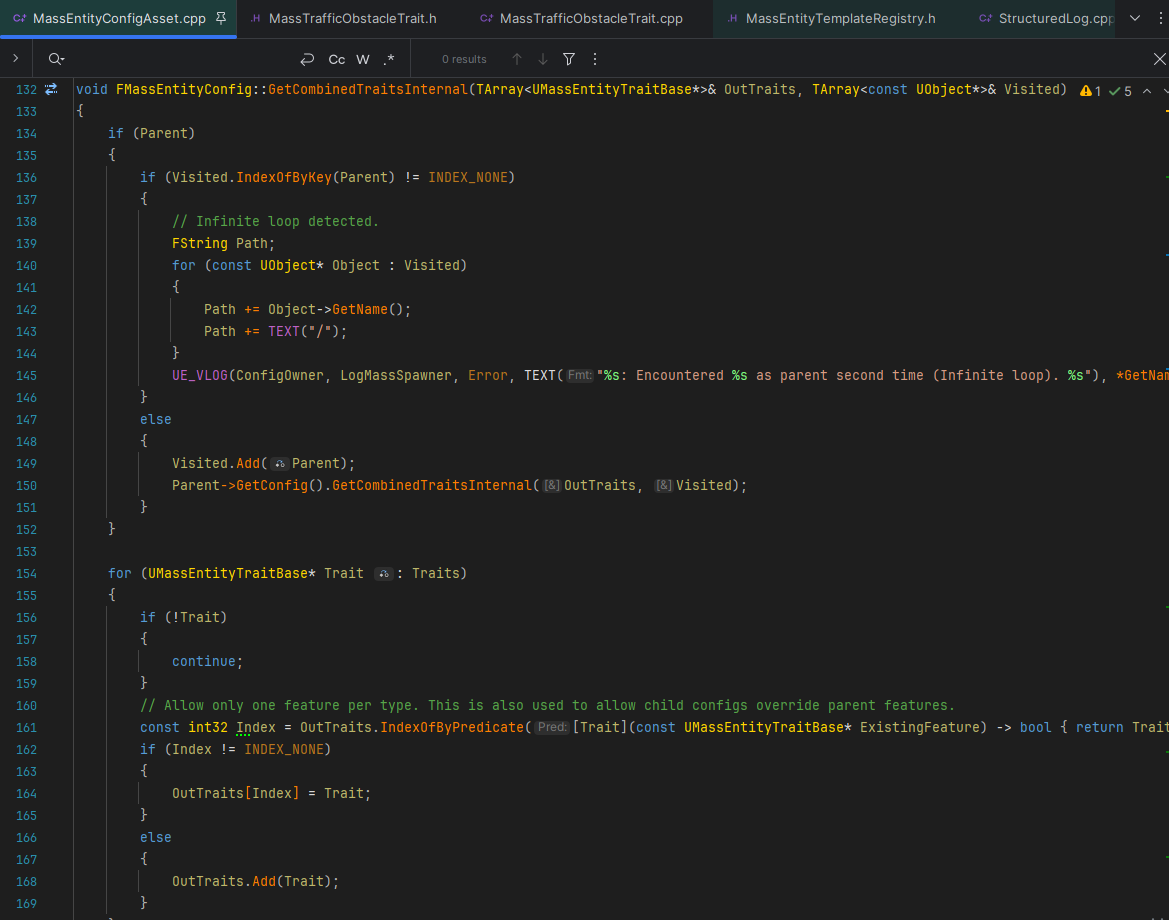 C+ MassEntityConfigAsset.cpp
.H MassTrafficObstacleTrait.h
C+ MassTrafficObstacleTrait.cpp
.H MassEntityTemplateRegistry.h
C+ StructuredLog.cpp
Cc W .* 0 results
132 void FMassEntityConfig::GetCombinedTraitsInternal(TArray<UMassEntityTraitBase*>& OutTraits, TArray<const UObject*>& Visited) 1 5
133 {
134 if (Parent)
135 {
136 if (Visited.IndexOfByKey(Parent) != INDEX_NONE)
137 {
138 // Infinite loop detected.
139 FString Path;
140 for (const UObject* Object : Visited)
141 {
142 Path += Object->GetName();
143 Path += TEXT("/");
144 }
145 UE_VLOG(ConfigOwner, LogMassSpawner, Error, TEXT( Fmt: "%s: Encountered %s as parent second time (Infinite loop). %s"), *GetNam
146 }
147 else
148 {
149 Visited.Add( Parent);
150 Parent->GetConfig().GetCombinedTraitsInternal( [&] OutTraits, [&] Visited);
151 }
152 }
153
154 for (UMassEntityTraitBase* Trait : Traits)
155 {
156 if (!Trait)
157 {
158 continue;
159 }
160 // Allow only one feature per type. This is also used to allow child configs override parent features.
161 const int32 Index = OutTraits.IndexOfByPredicate( Pred: [Trait](const UMassEntityTraitBase* ExistingFeature) -> bool { return Trait
162 if (Index != INDEX_NONE)
163 {
164 OutTraits[Index] = Trait;
165 }
166 else
167 {
168 OutTraits.Add(Trait);
169 }